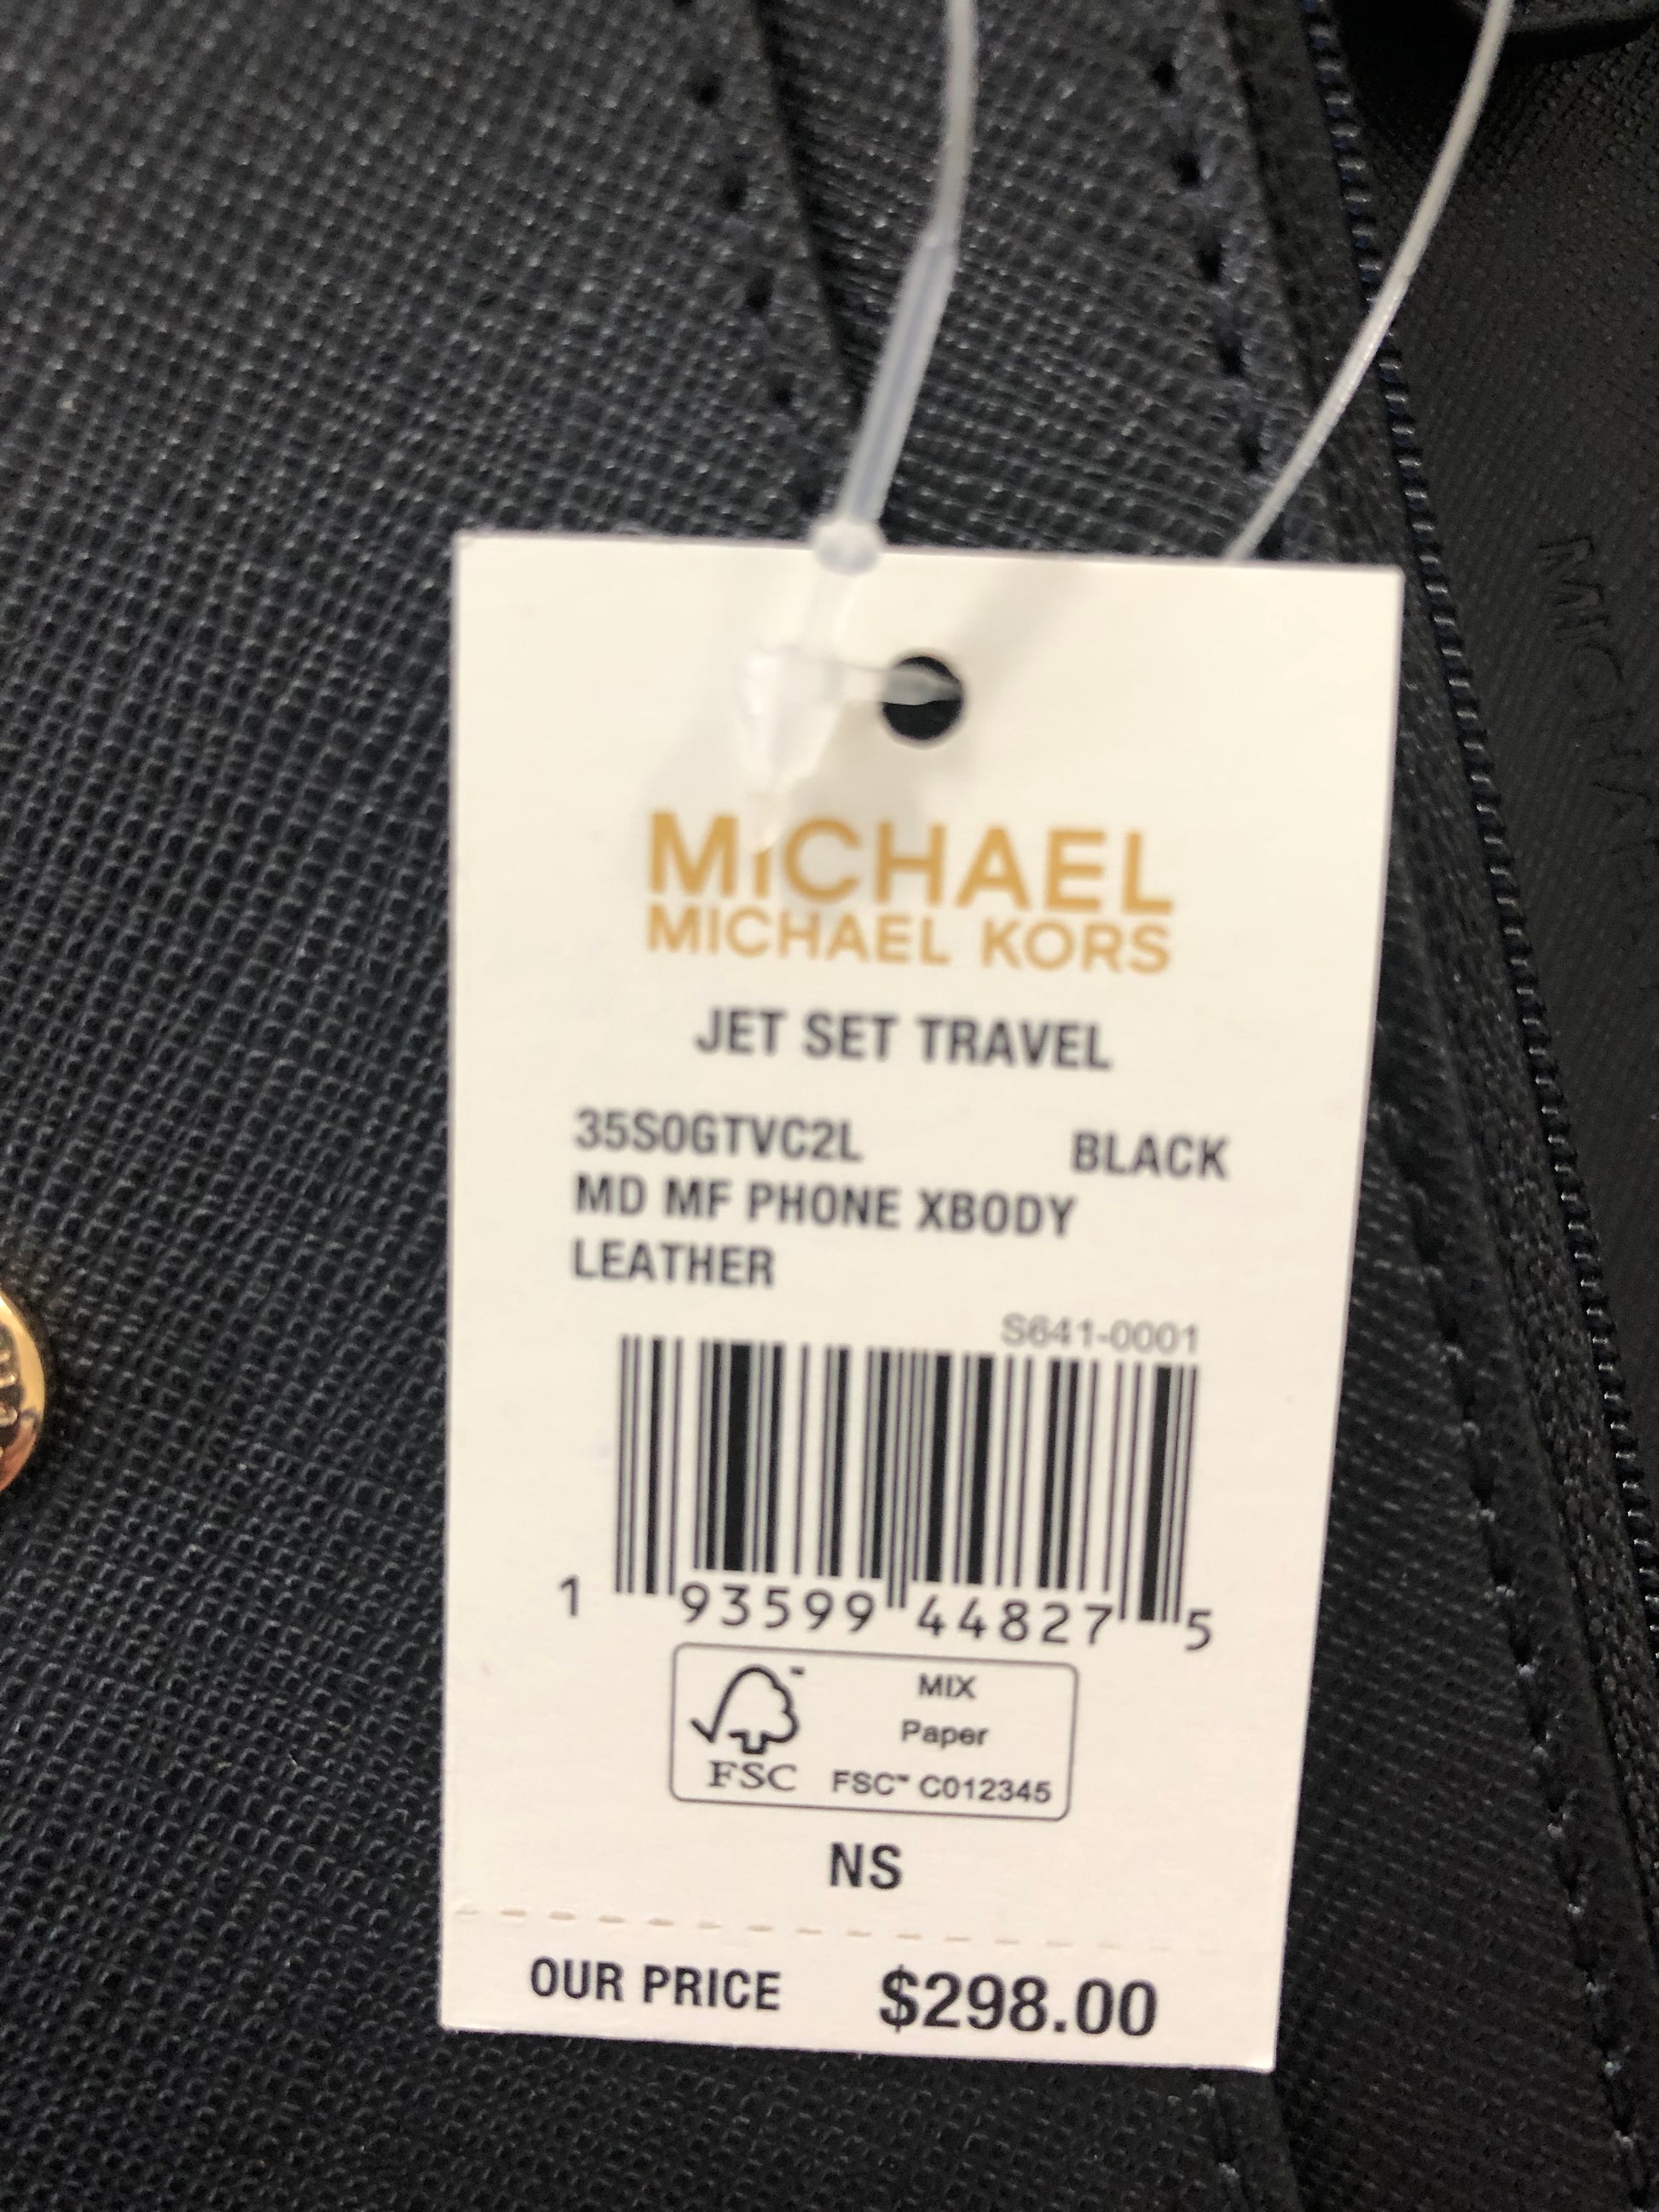 MICHAEL
MICHAEL KORS
JET SET TRAVEL
35S0GTVC2L BLACK
MD MF PHONE XBODY
LEATHER
S641-0001
1 93599 44827 5
FSC
MIX
Paper
FSC™ C012345
NS
OUR PRICE $298.00